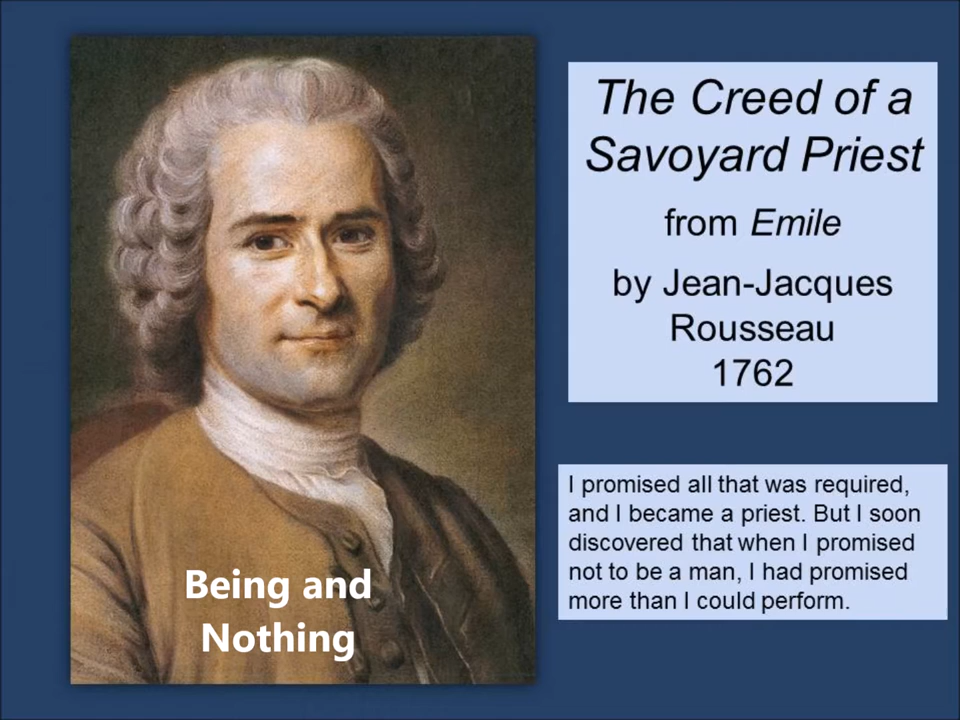 The Creed of a
Savoyard Priest
from Emile
by Jean-Jacques
Rousseau
1762
I promised all that was required,
and I became a priest. But I soon
discovered that when I promised
not to be a man, I had promised
more than I could perform.
Being and
Nothing